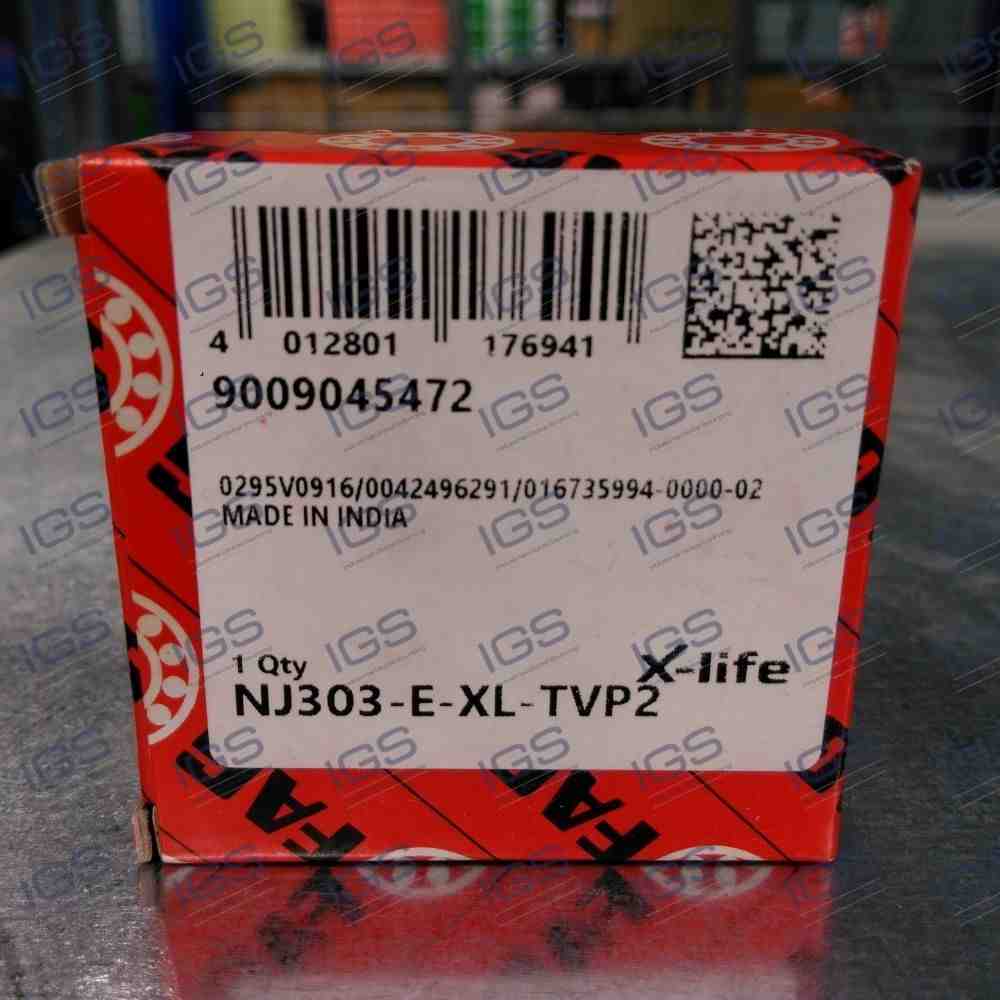 4 012801 176941
9009045472
0295V0916/0042496291/016735994-0000-02
MADE IN INDIA
1 Qty
X-life
NJ303-E-XL-TVP2
FAG
FAG
IGS